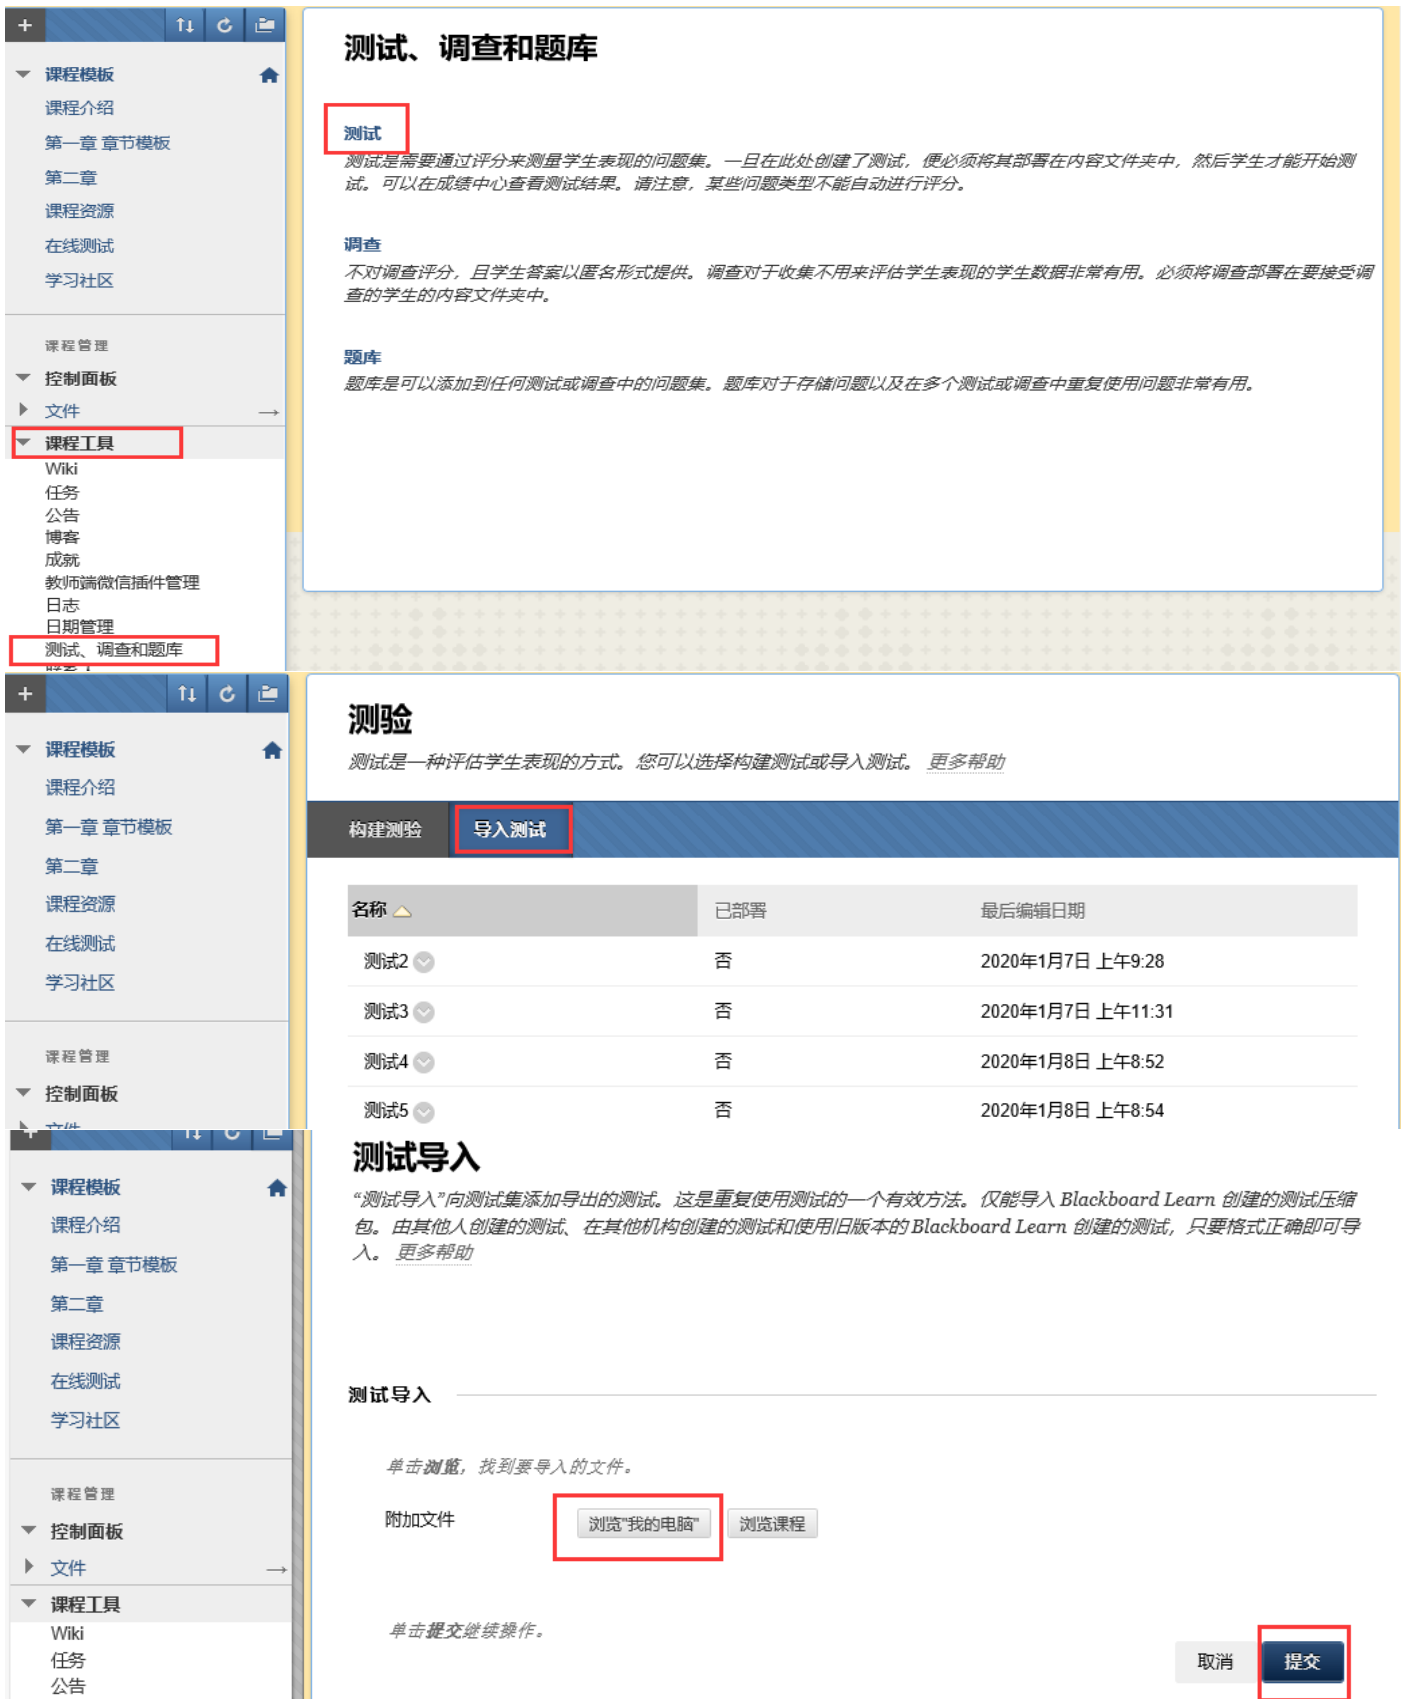 课程模板
课程介绍
第一章 章节模板
第二章
课程资源
在线测试
学习社区
课程管理
控制面板
文件
课程工具
Wiki
任务
公告
博客
成就
教师端微信插件管理
日志
日期管理
测试、调查和题库
测试、调查和题库
测试
测试是需要通过评分来测量学生表现的问题集。一旦在此处创建了测试，便必须将其部署在内容文件夹中，然后学生才能开始测
试。可以在成绩中心查看测试结果。请注意，某些问题类型不能自动进行评分。
调查
不对调查评分，且学生答案以匿名形式提供。调查对于收集不用来评估学生表现的学生数据非常有用。必须将调查部署在要接受调
查的学生的内容文件夹中。
题库
题库是可以添加到任何测试或调查中的问题集。题库对于存储问题以及在多个测试或调查中重复使用问题非常有用。
课程模板
课程介绍
第一章 章节模板
第二章
课程资源
在线测试
学习社区
课程管理
控制面板
文件
测验
测试是一种评估学生表现的方式。您可以选择构建测试或导入测试。 更多帮助
构建测验 导入测试
名称 已部署 最后编辑日期
测试2 否 2020年1月7日 上午9:28
测试3 否 2020年1月7日 上午11:31
测试4 否 2020年1月8日 上午8:52
测试5 否 2020年1月8日 上午8:54
课程模板
课程介绍
第一章 章节模板
第二章
课程资源
在线测试
学习社区
课程管理
控制面板
文件
课程工具
Wiki
任务
公告
测试导入
“测试导入”向测试集添加导出的测试。这是重复使用测试的一个有效方法。仅能导入 Blackboard Learn 创建的测试压缩
包。由其他人创建的测试、在其他机构创建的测试和使用旧版本的 Blackboard Learn 创建的测试，只要格式正确即可导
入。 更多帮助
测试导入
单击浏览，找到要导入的文件。
附加文件 浏览"我的电脑" 浏览课程
单击提交继续操作。
取消 提交